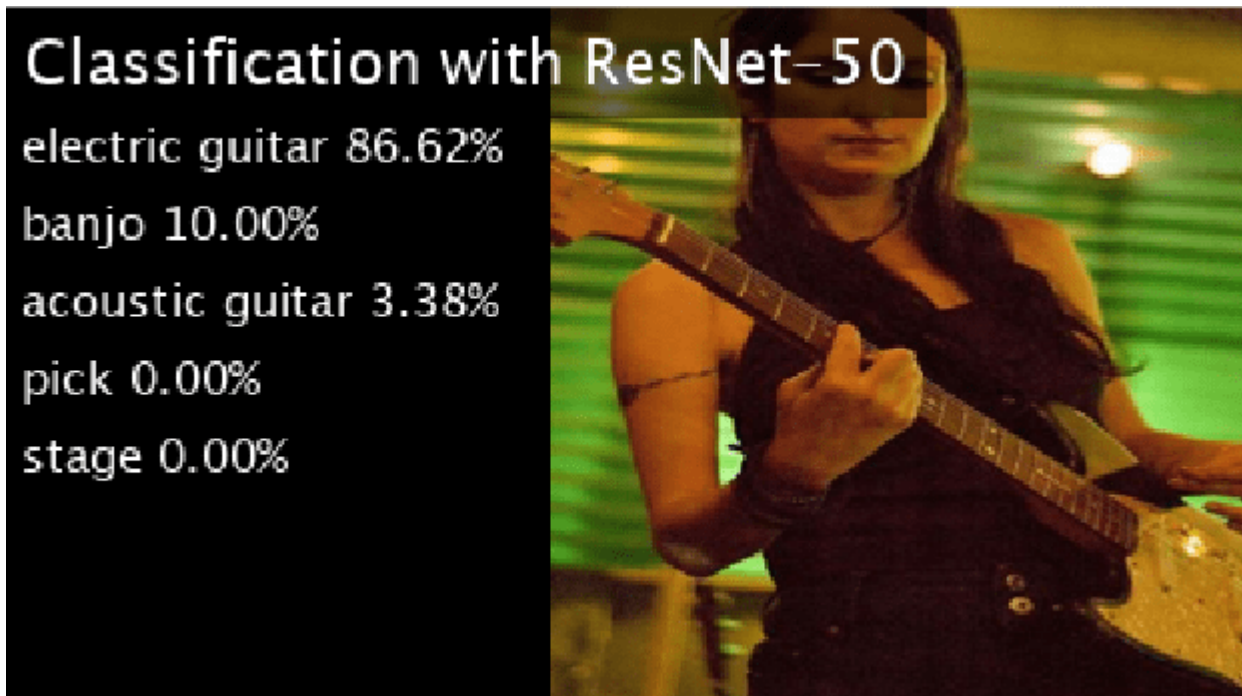 Classification with ResNet-50
electric guitar 86.62%
banjo 10.00%
acoustic guitar 3.38%
pick 0.00%
stage 0.00%